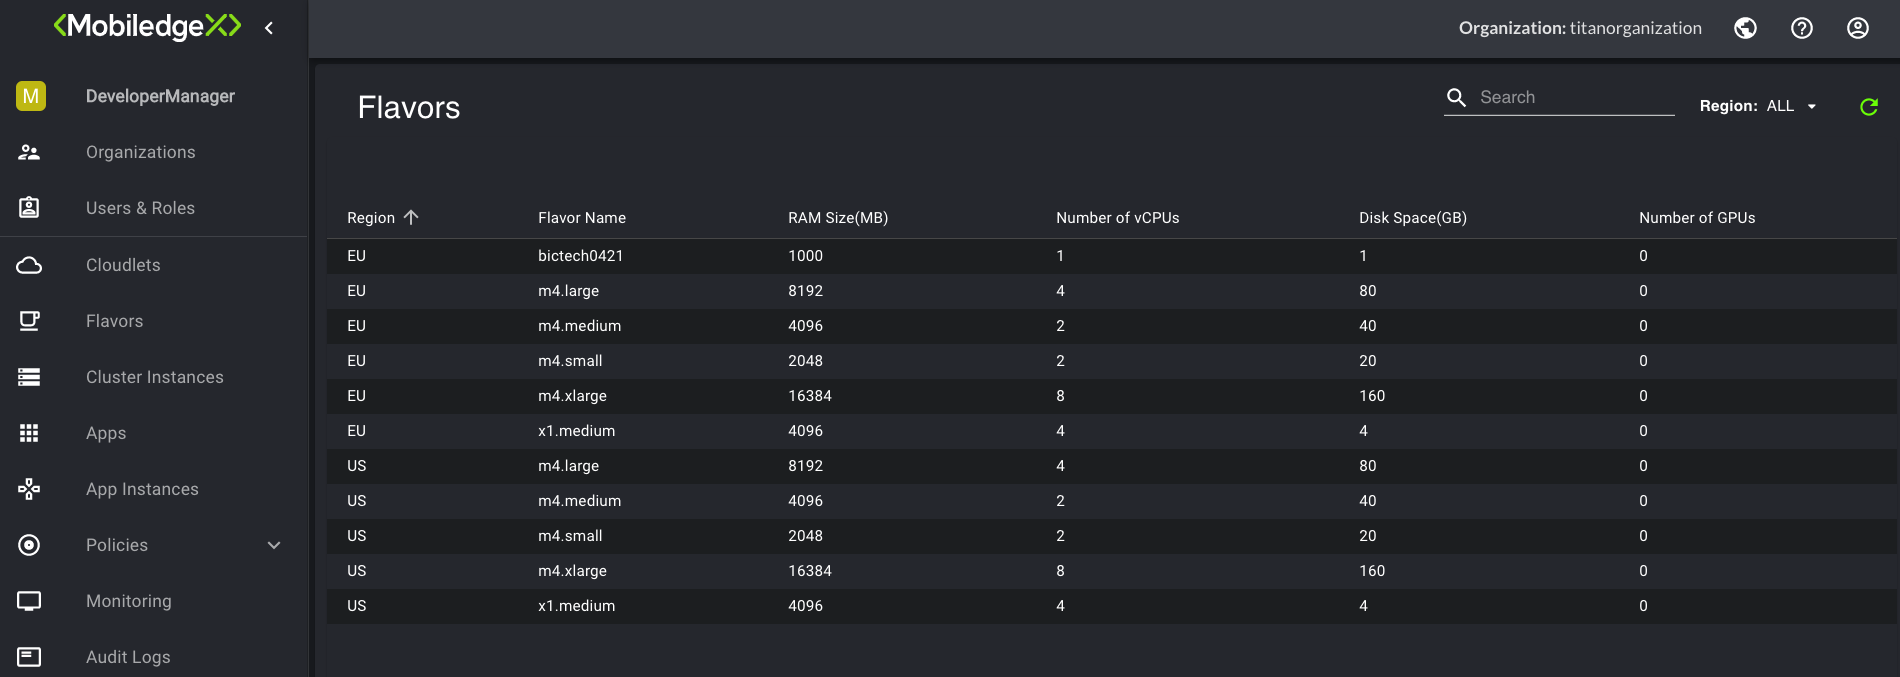 <MobiledgeX>
Organization: titanorganization
M DeveloperManager
Organizations
Users & Roles
Cloudlets
Flavors
Cluster Instances
Apps
App Instances
Policies
Monitoring
Audit Logs
Flavors
Search
Region: ALL
Region Flavor Name RAM Size(MB) Number of vCPUs Disk Space(GB) Number of GPUs
EU bictech0421 1000 1 1 0
EU m4.large 8192 4 80 0
EU m4.medium 4096 2 40 0
EU m4.small 2048 2 20 0
EU m4.xlarge 16384 8 160 0
EU x1.medium 4096 4 4 0
US m4.large 8192 4 80 0
US m4.medium 4096 2 40 0
US m4.small 2048 2 20 0
US m4.xlarge 16384 8 160 0
US x1.medium 4096 4 4 0